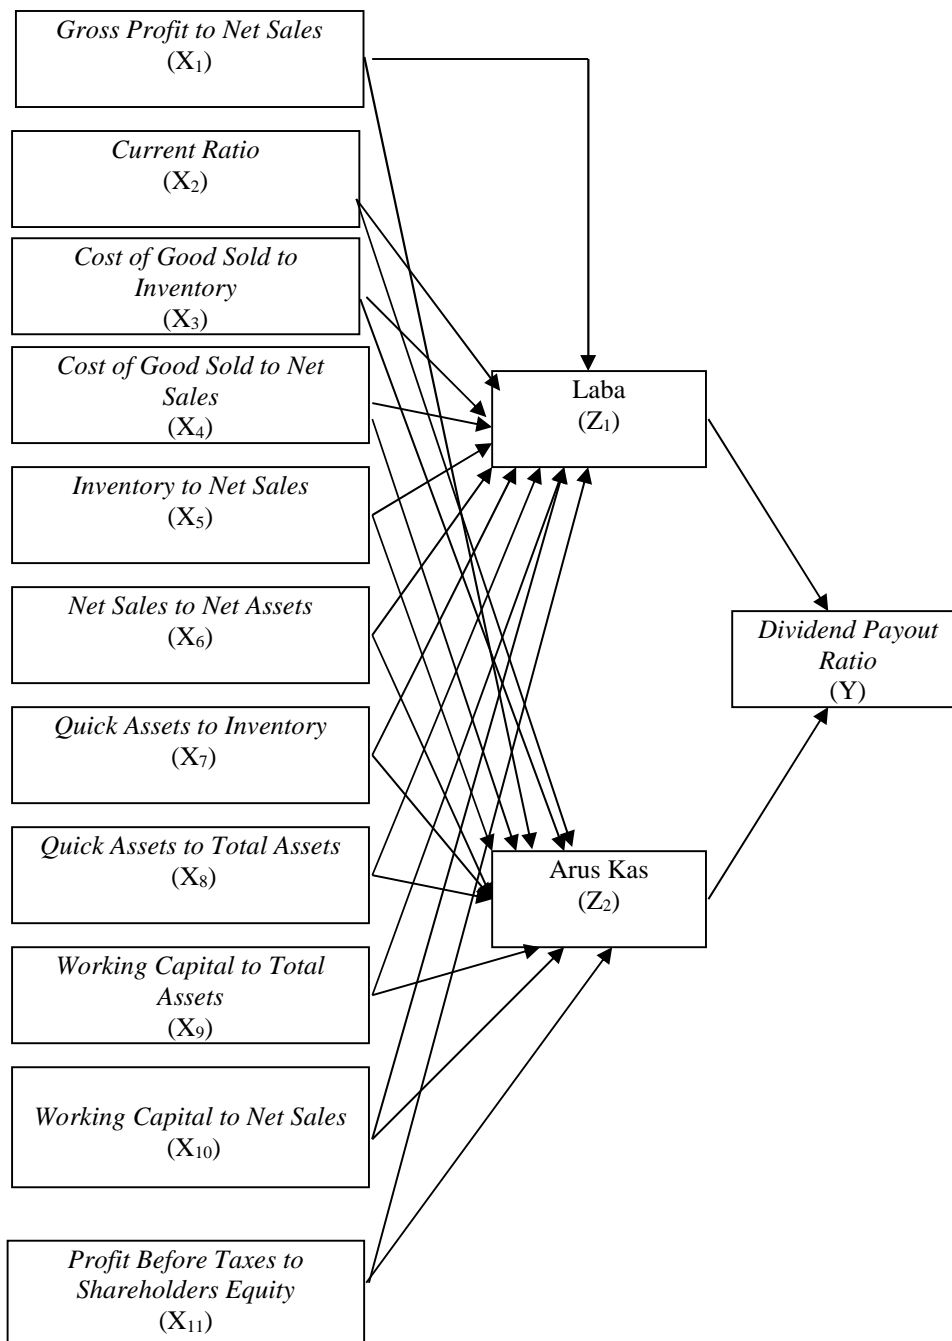 Gross Profit to Net Sales
(X1)
Current Ratio
(X2)
Cost of Good Sold to
Inventory
(X3)
Cost of Good Sold to Net
Sales
(X4)
Inventory to Net Sales
(X5)
Net Sales to Net Assets
(X6)
Quick Assets to Inventory
(X7)
Quick Assets to Total Assets
(X8)
Working Capital to Total
Assets
(X9)
Working Capital to Net Sales
(X10)
Profit Before Taxes to
Shareholders Equity
(X11)
Laba
(Z1)
Arus Kas
(Z2)
Dividend Payout
Ratio
(Y)